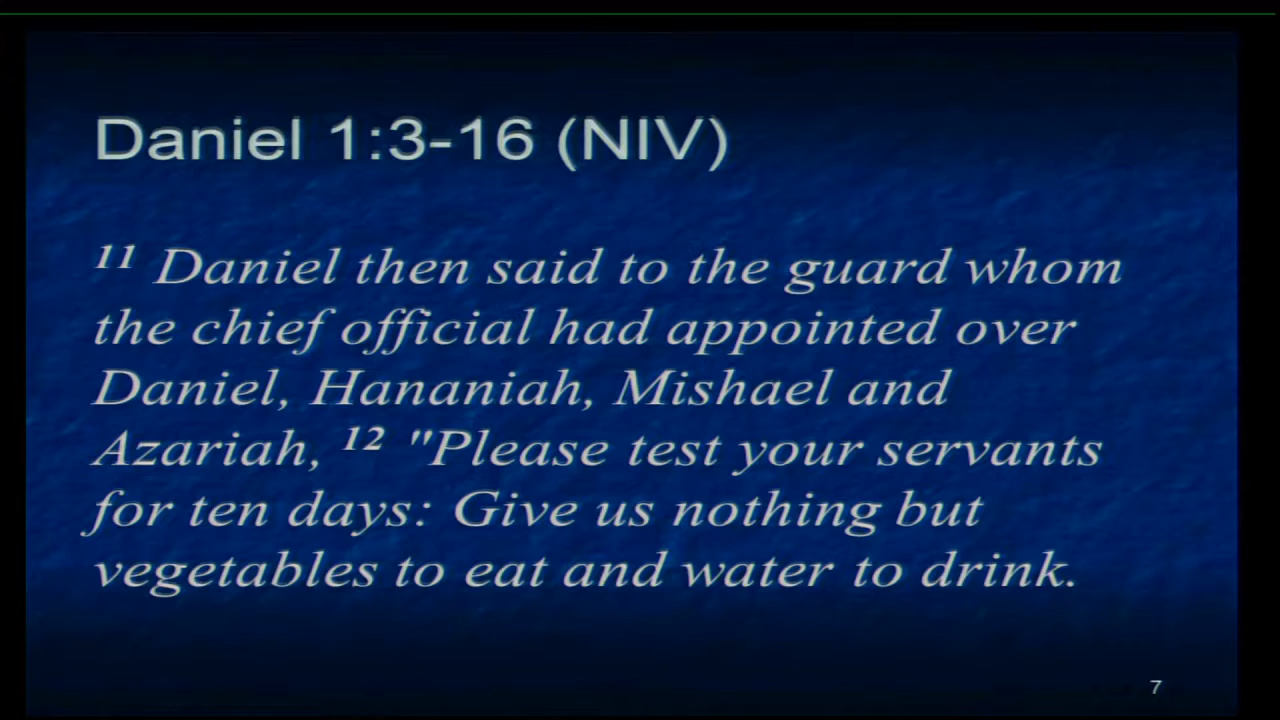 Daniel 1:3-16 (NIV)
11 Daniel then said to the guard whom
the chief official had appointed over
Daniel, Hananiah, Mishael and
Azariah, 12 "Please test your servants
for ten days: Give us nothing but
vegetables to eat and water to drink.
7